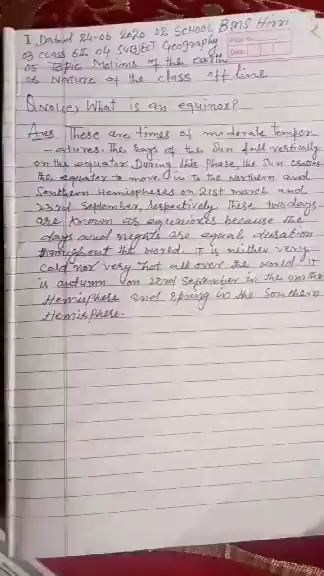 I Dated 24-06 2020 02 SCHOOL, BMS Hirri
03 class 6th 04 SUBJECT Geography
05 Topic Motions of the earth
06 Nature of the class off line
Q.No(2) What is an equinox?
Ans These are times of moderate temper
-atures. The rays of the Sun fall vertically
on the equator. During this phase, the Sun crosses
the equator to move in to the northern and
Southern Hemispheres on 21st march and
22nd September, respectively. These two days
are known as equinoxes because the
days and nights are equal duration
throughout the world. IT is neither very
Cold nor very hot all over the world. IT
is autumn on 22nd September in the northe
Hemisphere and spring in the Southern
Hemisphere.